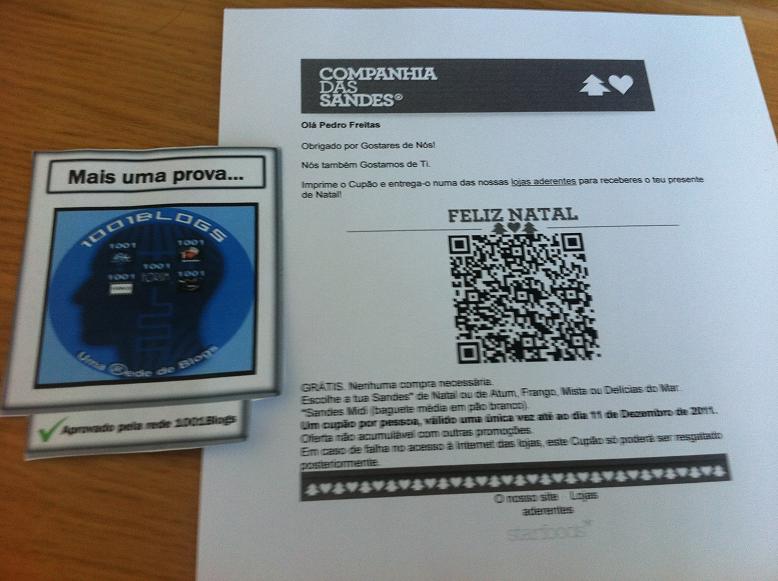 Mais uma prova...
1001BLOGS
1001
1001
1001
FORUM
1001
VIDEOS
1001
Uma ®ede de Blogs
Aprovado pela rede 1001Blogs
COMPANHIA
DAS
SANDES®
Olá Pedro Freitas
Obrigado por Gostares de Nós!
Nós também Gostamos de Ti.
Imprime o Cupão e entrega-o numa das nossas lojas aderentes para receberes o teu presente
de Natal!
FELIZ NATAL
GRÁTIS. Nenhuma compra necessária.
Escolhe a tua Sandes* de Natal ou de Atum, Frango, Mista ou Delícias do Mar.
*Sandes Midi (baguete média em pão branco).
Um cupão por pessoa, válido uma única vez até ao dia 11 de Dezembro de 2011.
Oferta não acumulável com outras promoções.
Em caso de falha no acesso à Internet das lojas, este Cupão só poderá ser resgatado
posteriormente.
O nosso site Lojas
aderentes